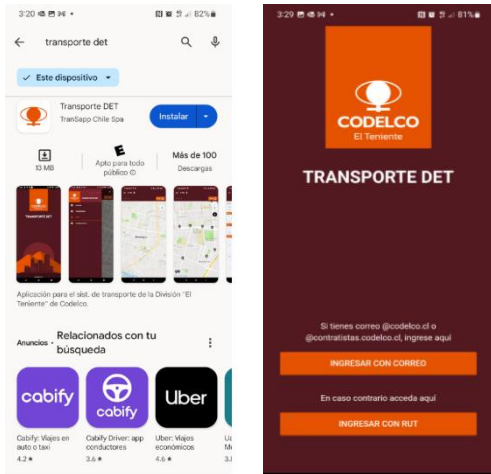 3:20
82%
transporte det
Este dispositivo
Transporte DET
TranSapp Chile Spa
Instalar
13 MB
Apto para todo
público
Más de 100
Descargas
Aplicación para el sist. de transporte de la División "El
Teniente" de Codelco.
Anuncios • Relacionados con tu
búsqueda
cabify
cabify
Uber
Cabify: Viajes en
auto o taxi
4.2 ★
Cabify Driver: app
conductores
3.6 ★
Uber: Viajes
económicos
4.6 ★
3:29
81%
CODELCO
El Teniente
TRANSPORTE DET
Si tienes correo @codelco.cl o
@contratistas.codelco.cl, ingrese aquí
INGRESAR CON CORREO
En caso contrario acceda aquí
INGRESAR CON RUT